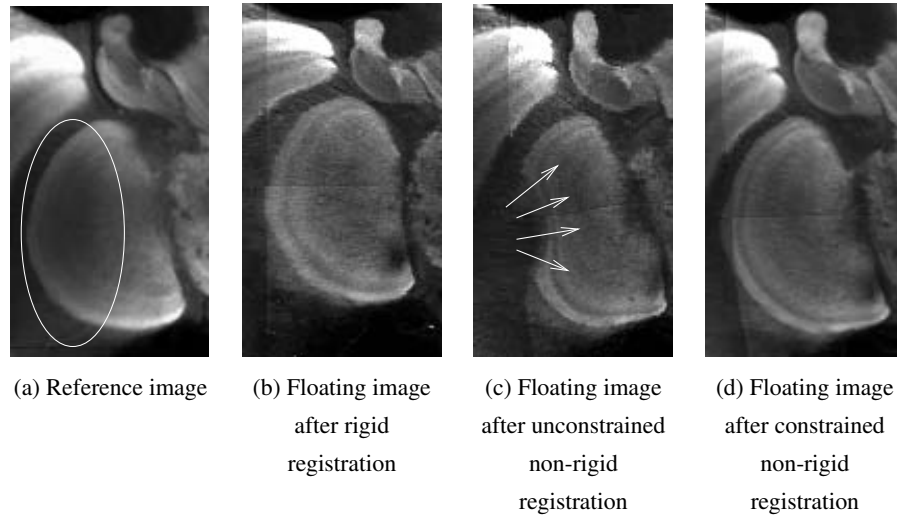 (a) Reference image
(b) Floating image
after rigid
registration
(c) Floating image
after unconstrained
non-rigid
registration
(d) Floating image
after constrained
non-rigid
registration